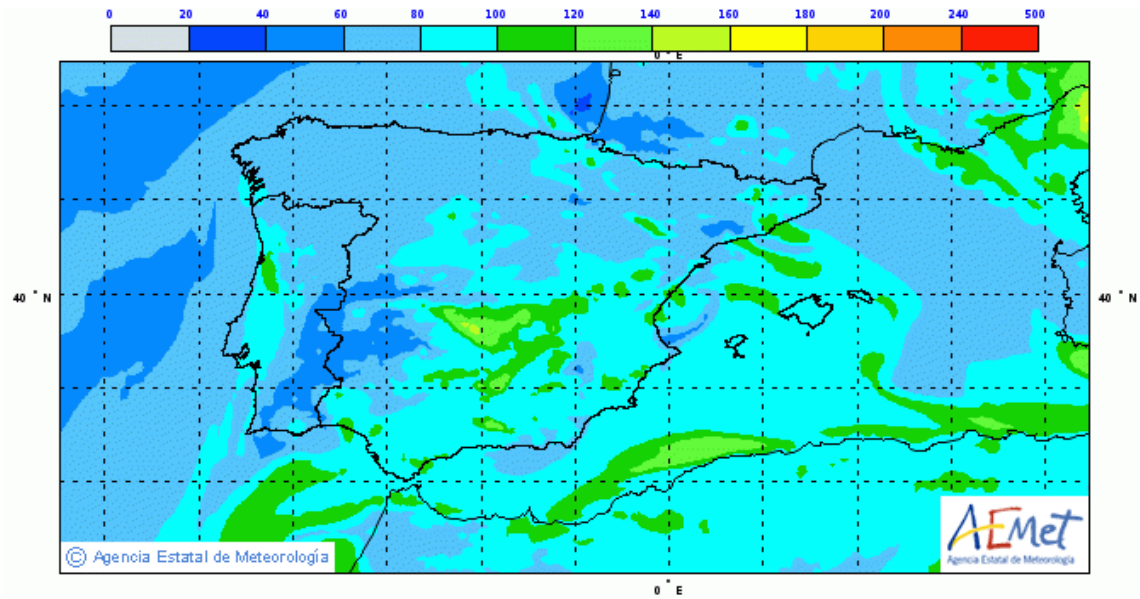 0 20 40 60 80 100 120 140 160 180 200 240 500
0 ° E
40 ° N
40 ° N
© Agencia Estatal de Meteorología
AEMet
Agencia Estatal de Meteorología
0 ° E